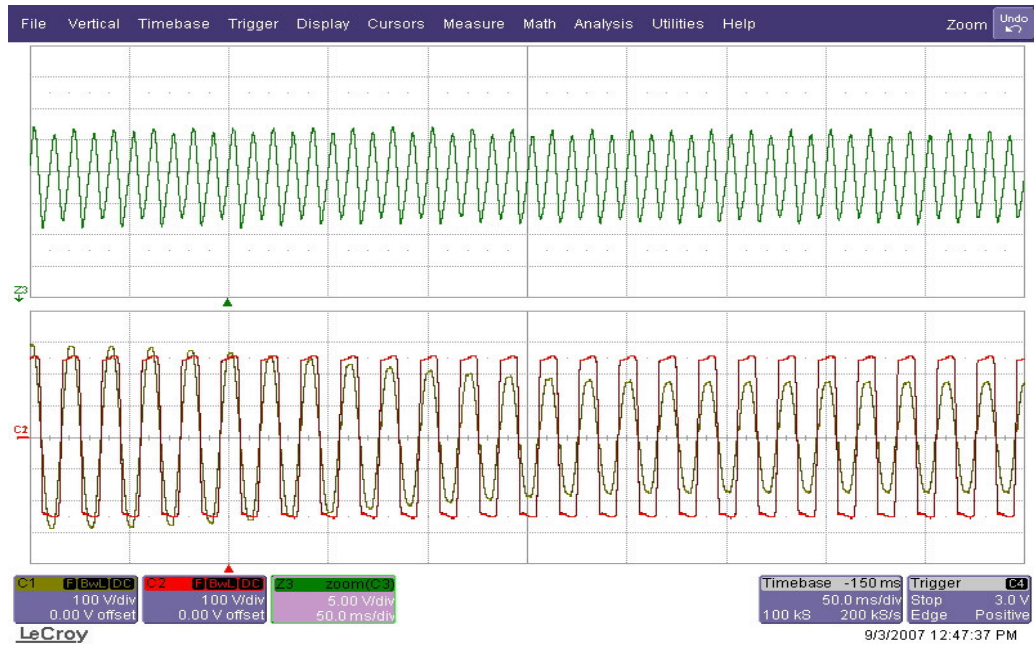 File Vertical Timebase Trigger Display Cursors Measure Math Analysis Utilities Help Zoom Undo
Z3
C2
C1 F BwL DC C2 F BwL DC Z3 zoom(C3) Timebase -150 ms Trigger C4
100 V/div 100 V/div 5.00 V/div 50.0 ms/div Stop 3.0 V
0.00 V offset 0.00 V offset 50.0 ms/div 100 kS 200 kS/s Edge Positive
LeCroy 9/3/2007 12:47:37 PM